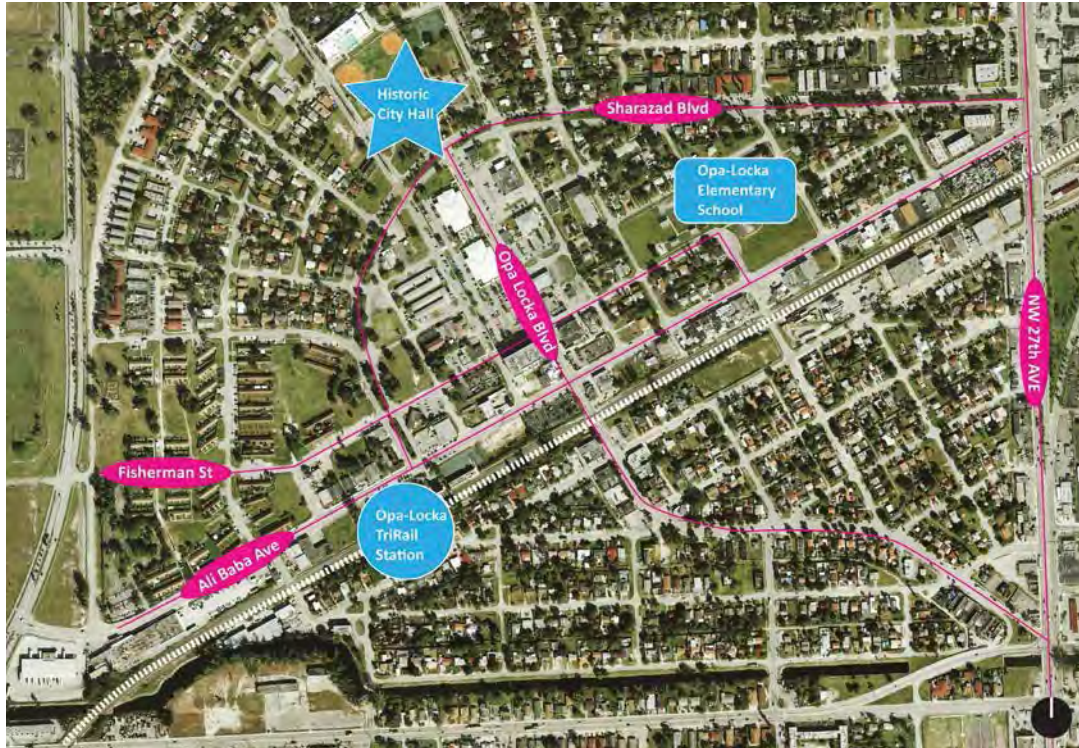 Historic
City Hall
Sharazad Blvd
Opa-Locka
Elementary
School
Opa Locka Blvd
NW 27th AVE
Fisherman St
Opa-Locka
TriRail
Station
Ali Baba Ave